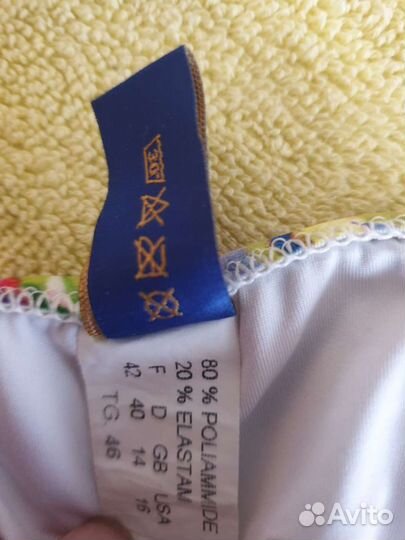 30°
80 % POLIAMMIDE
20 % ELASTAM
F D GB USA
42 40 14 16
TG. 46
Avito